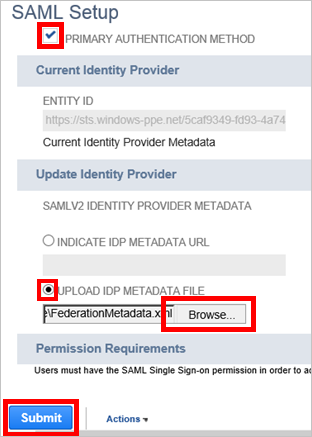 SAML Setup
PRIMARY AUTHENTICATION METHOD
Current Identity Provider
ENTITY ID
https://sts.windows-ppe.net/5caf9349-fd93-4a74
Current Identity Provider Metadata
Update Identity Provider
SAMLV2 IDENTITY PROVIDER METADATA
INDICATE IDP METADATA URL
UPLOAD IDP METADATA FILE
e\FederationMetadata.xml Browse...
Permission Requirements
Users must have the SAML Single Sign-on permission in order to a
Submit Actions